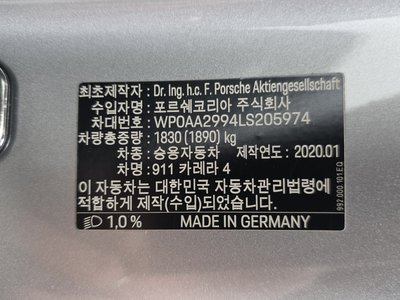 최초제작자 : Dr. Ing. h.c. F. Porsche Aktiengesellschaft
수입자명 : 포르쉐코리아 주식회사
차대번호 : WP0AA2994LS205974
차량총중량 : 1830 (1890) kg
차종 : 승용자동차 제작연도 : 2020.01
차명 : 911 카레라 4
이 자동차는 대한민국 자동차관리법령에
적합하게 제작(수입)되었습니다.
1,0% MADE IN GERMANY
992.000.101.EQ